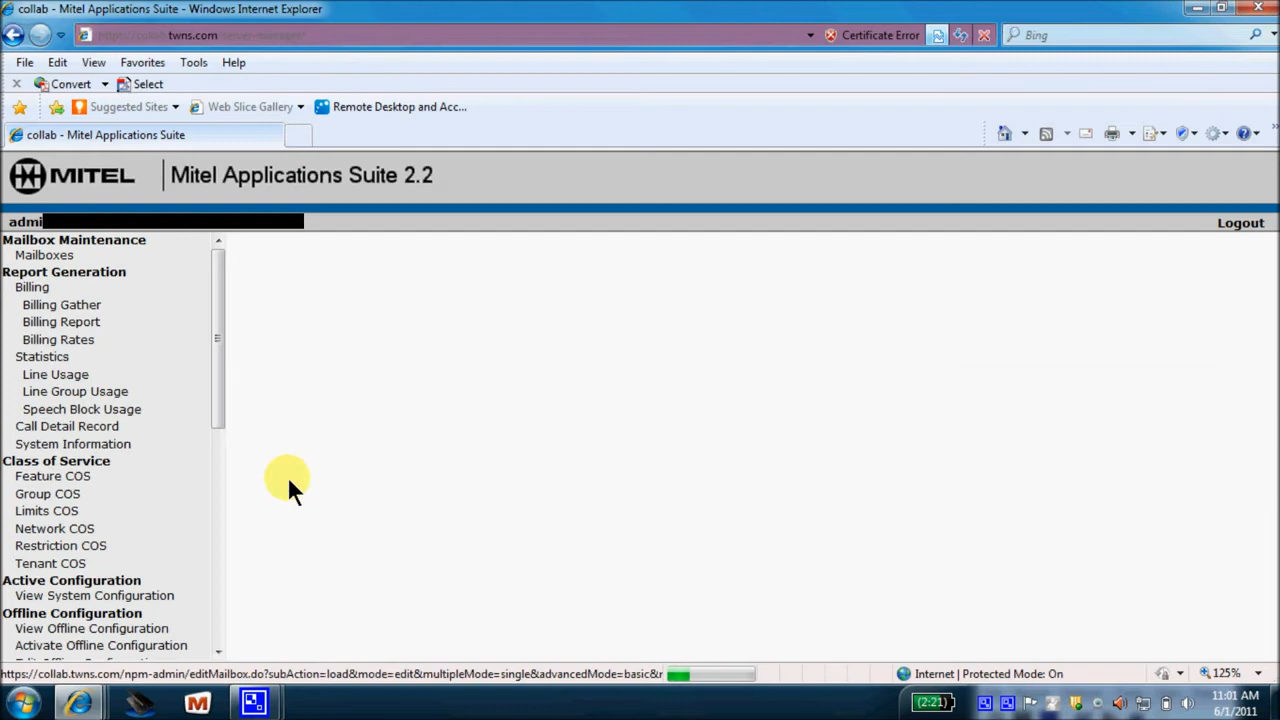 collab - Mitel Applications Suite - Windows Internet Explorer
https://collab.twns.com/server-manager/
Certificate Error
Bing
File Edit View Favorites Tools Help
Convert Select
Suggested Sites Web Slice Gallery Remote Desktop and Acc...
collab - Mitel Applications Suite
MITEL Mitel Applications Suite 2.2
admi
Logout
Mailbox Maintenance
Mailboxes
Report Generation
Billing
Billing Gather
Billing Report
Billing Rates
Statistics
Line Usage
Line Group Usage
Speech Block Usage
Call Detail Record
System Information
Class of Service
Feature COS
Group COS
Limits COS
Network COS
Restriction COS
Tenant COS
Active Configuration
View System Configuration
Offline Configuration
View Offline Configuration
Activate Offline Configuration
https://collab.twns.com/npm-admin/editMailbox.do?subAction=load&mode=edit&multipleMode=single&advancedMode=basic&r
Internet | Protected Mode: On
125%
(2:21)
11:01 AM
6/1/2011